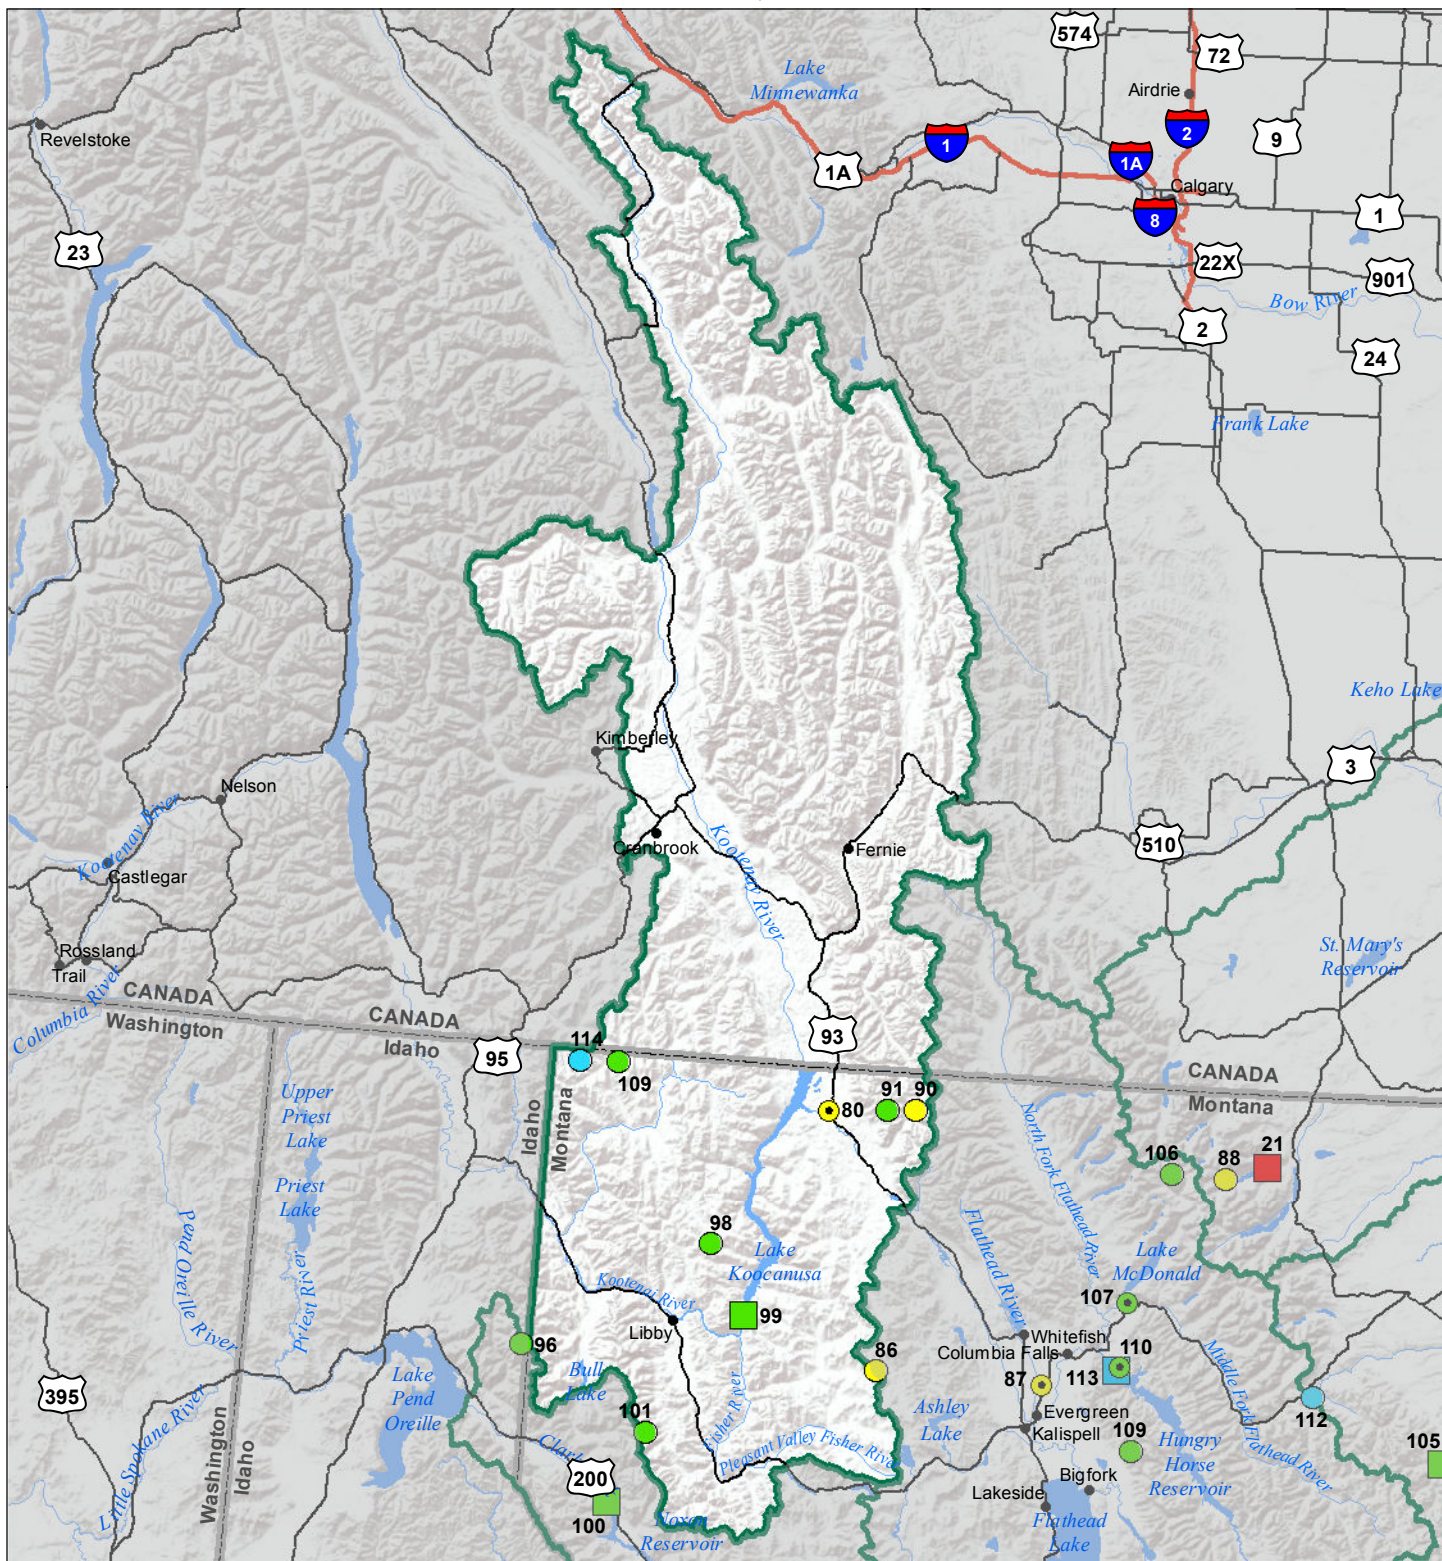 574
72
Lake
Minnewanka
Airdrie
Revelstoke
2
9
1
1A
1A
Calgary
8
1
23
22X
901
Bow River
2
24
Frank Lake
Keho Lake
Kimberley
3
Nelson
Kootenay River
Kootenay River
Cranbrook
Fernie
510
Castlegar
Rossland
Trail
St. Mary's
Reservoir
CANADA
Washington
Columbia River
CANADA
Idaho
95
114
109
93
CANADA
Montana
Idaho
Montana
80
91
90
Upper
Priest
Lake
Priest
Lake
North Fork Flathead River
106
88
21
Pend Oreille River
Priest River
98
Lake
Koocanusa
Flathead River
Lake
McDonald
Kootenai River
107
99
Libby
96
Whitefish
Columbia Falls
86
110
87
113
Middle Fork Flathead River
395
Lake
Pend
Oreille
Bull
Lake
101
Fisher River
Ashley
Lake
Evergreen
Kalispell
112
Little Spokane River
Washington
Idaho
Clark
Pleasant Valley Fisher River
109
Hungry
Horse
Reservoir
105
200
Bigfork
Lakeside
100
Noxon
Reservoir
Flathead
Lake